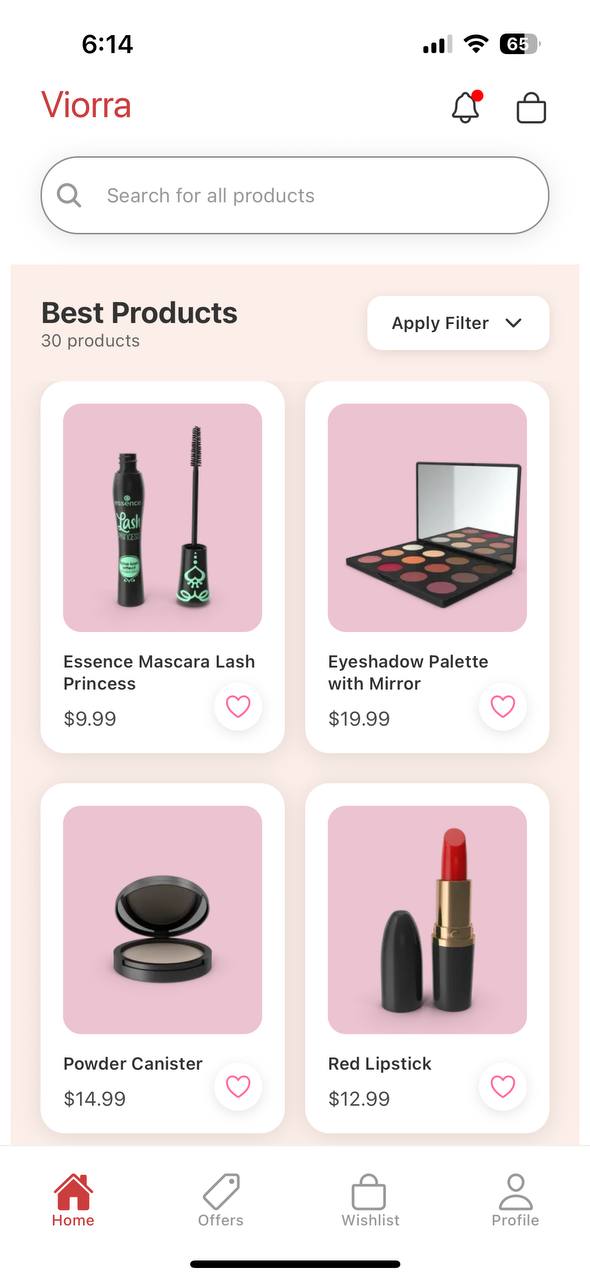 6:14
65
Viorra
Search for all products
Best Products
30 products
Apply Filter
essence
Lash
PRINCESS
Essence Mascara Lash
Princess
$9.99
Eyeshadow Palette
with Mirror
$19.99
Powder Canister
$14.99
Red Lipstick
$12.99
Home
Offers
Wishlist
Profile